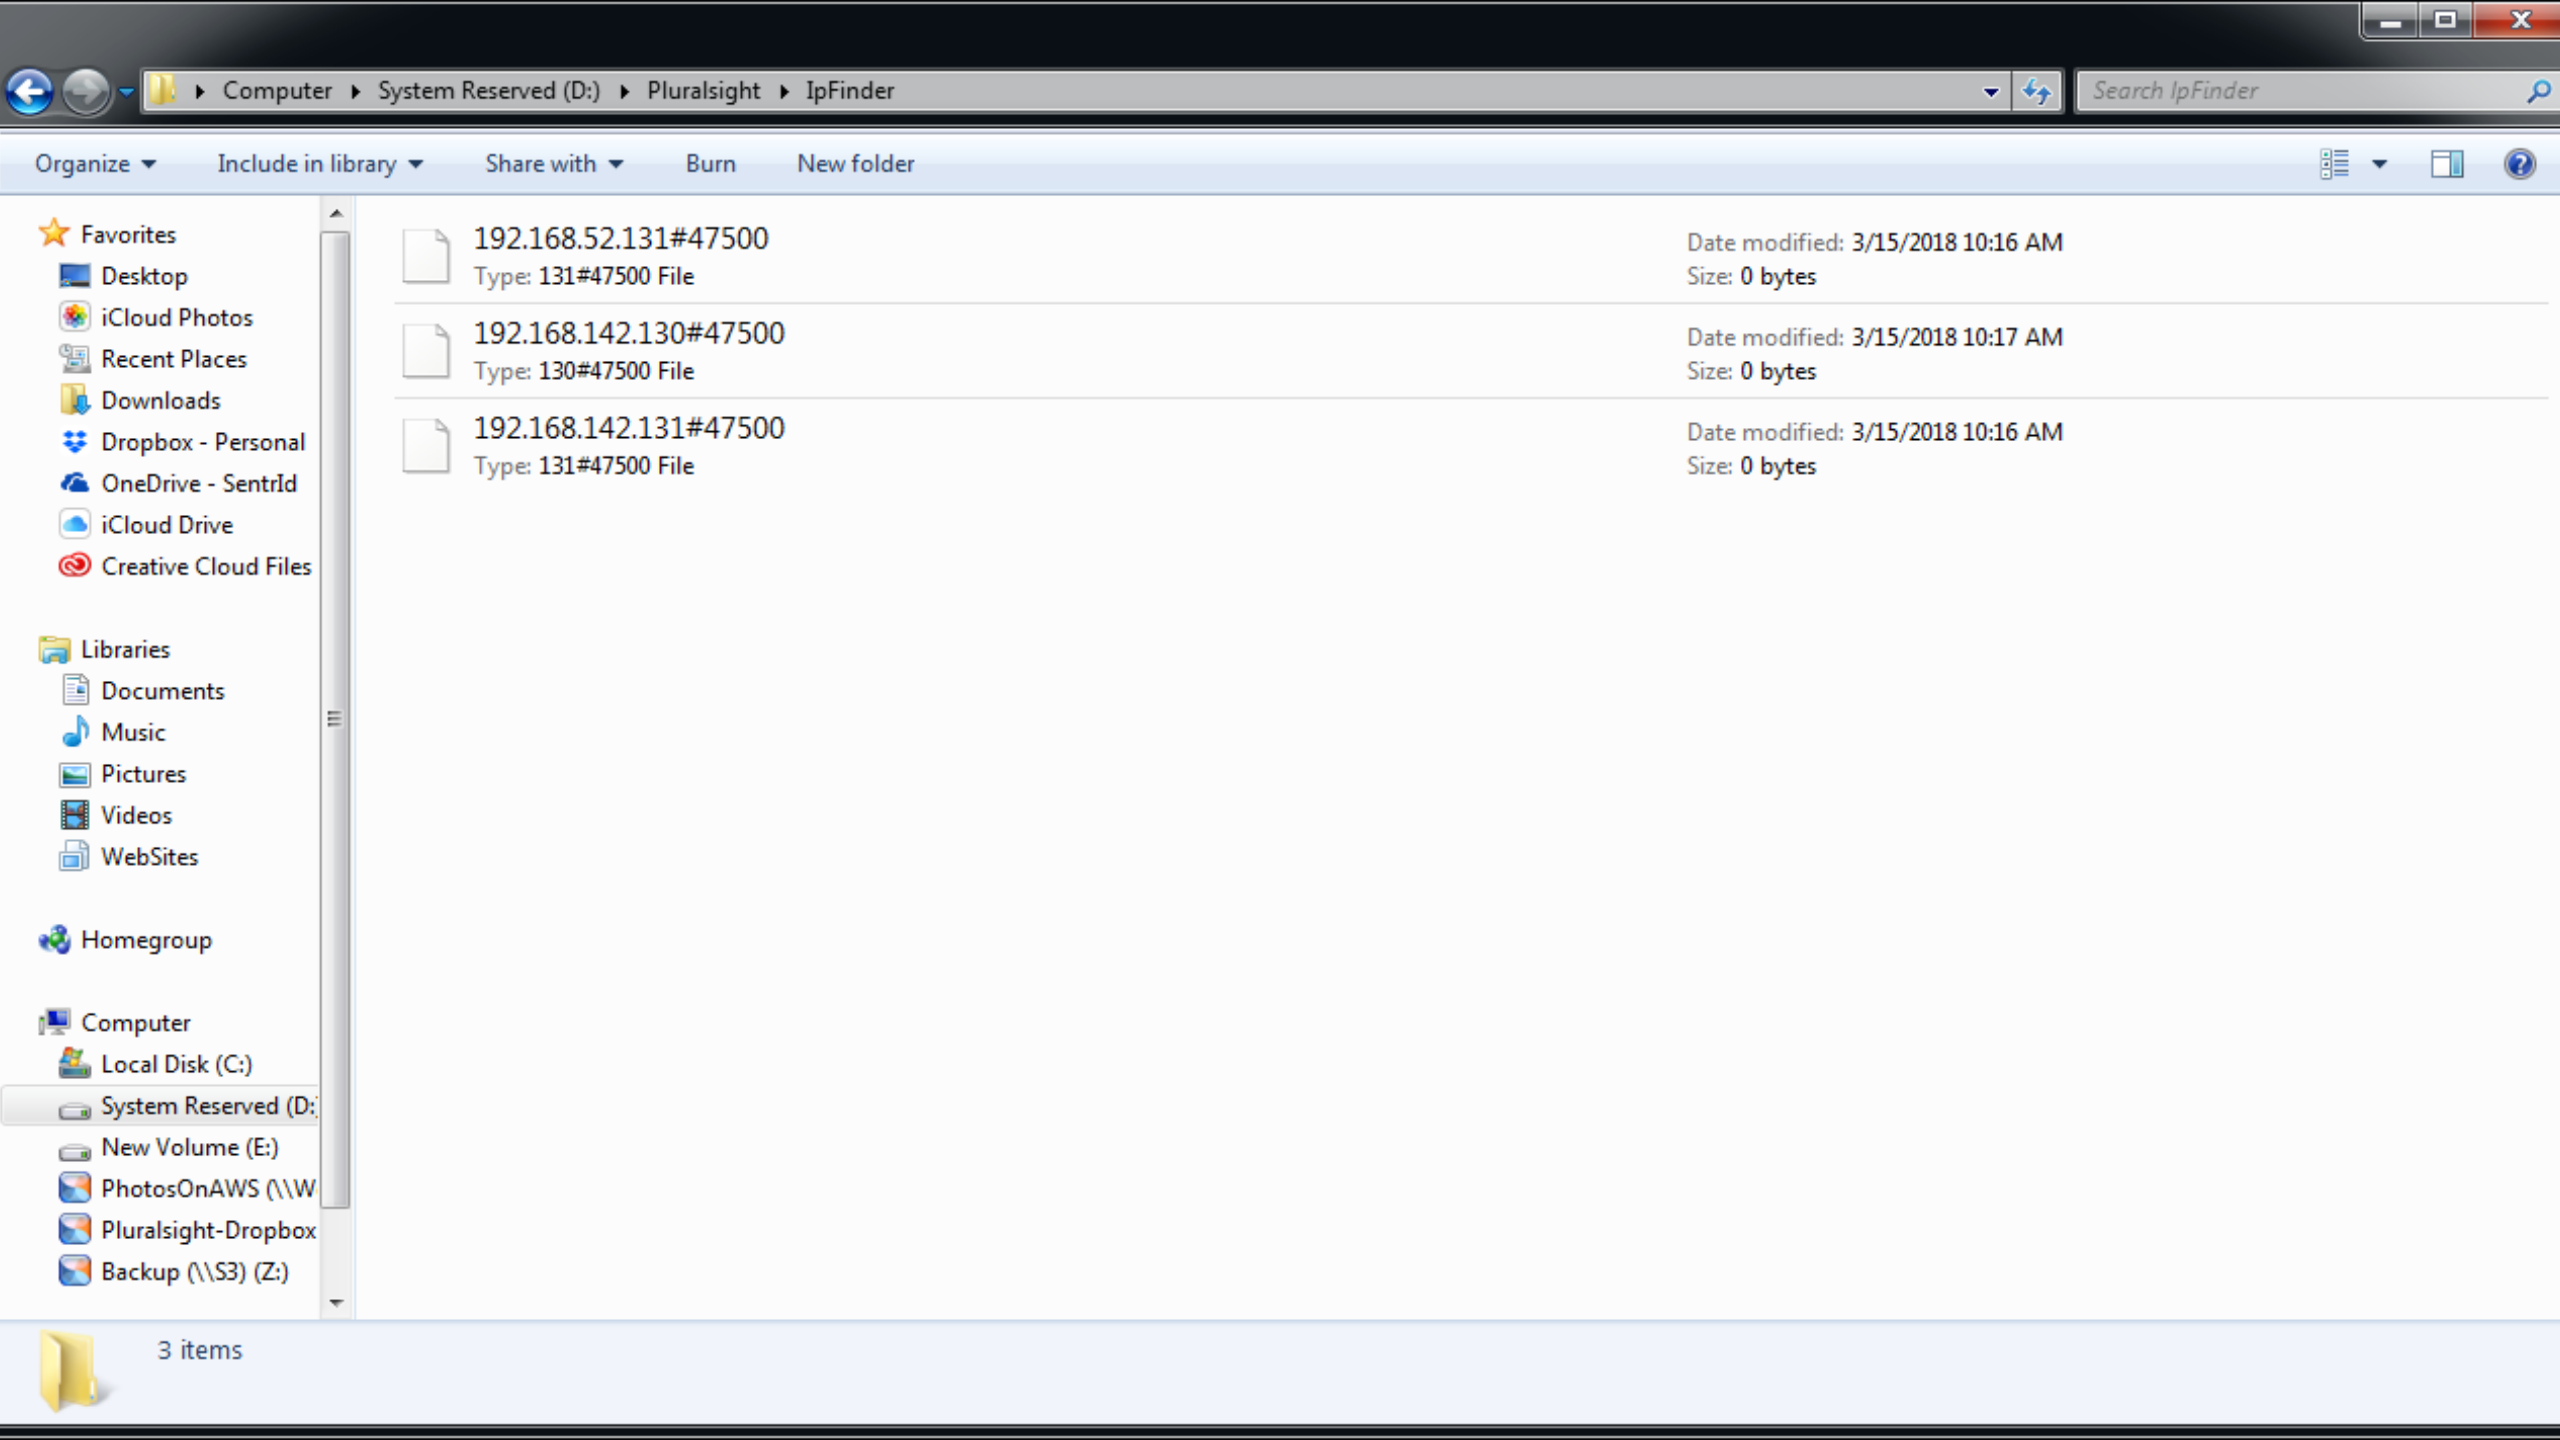 Computer System Reserved (D:) Pluralsight IpFinder
Search IpFinder
Organize Include in library Share with Burn New folder
Favorites
Desktop
iCloud Photos
Recent Places
Downloads
Dropbox - Personal
OneDrive - SentrId
iCloud Drive
Creative Cloud Files
Libraries
Documents
Music
Pictures
Videos
WebSites
Homegroup
Computer
Local Disk (C:)
System Reserved (D:
New Volume (E:)
PhotosOnAWS (\\W
Pluralsight-Dropbox
Backup (\\S3) (Z:)
192.168.52.131#47500
Date modified: 3/15/2018 10:16 AM
Type: 131#47500 File
Size: 0 bytes
192.168.142.130#47500
Date modified: 3/15/2018 10:17 AM
Type: 130#47500 File
Size: 0 bytes
192.168.142.131#47500
Date modified: 3/15/2018 10:16 AM
Type: 131#47500 File
Size: 0 bytes
3 items